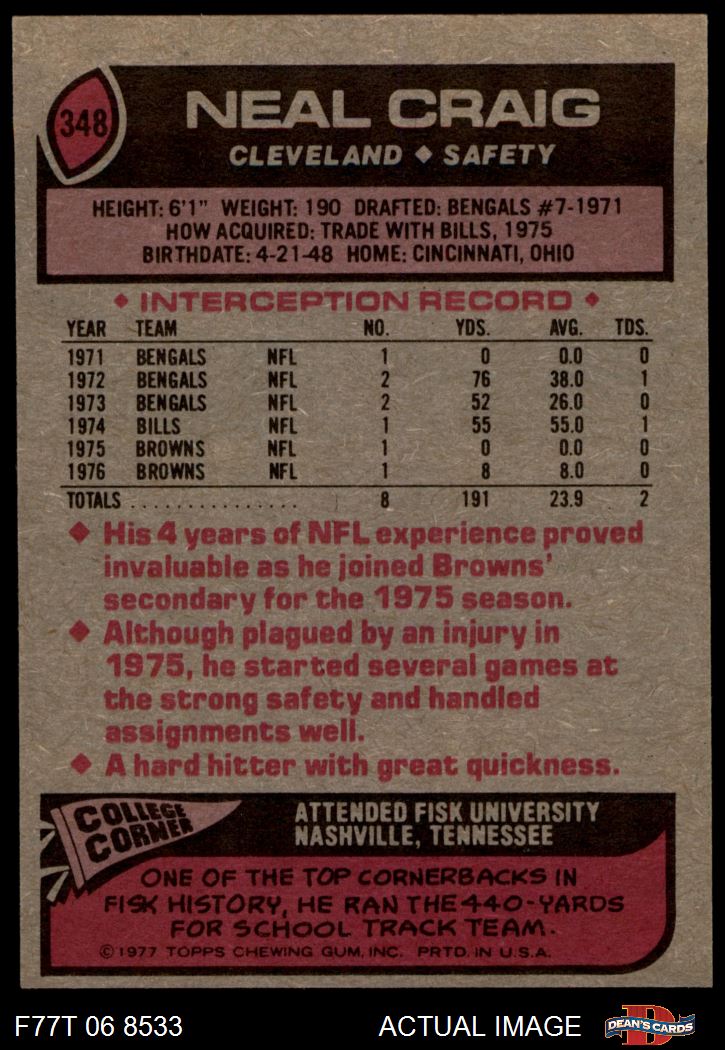 348
NEAL CRAIG
CLEVELAND ◆ SAFETY
HEIGHT: 6'1" WEIGHT: 190 DRAFTED: BENGALS #7-1971
HOW ACQUIRED: TRADE WITH BILLS, 1975
BIRTHDATE: 4-21-48 HOME: CINCINNATI, OHIO
◆ INTERCEPTION RECORD ◆
YEAR TEAM NO. YDS. AVG. TDS.
1971 BENGALS NFL 1 0 0.0 0
1972 BENGALS NFL 2 76 38.0 1
1973 BENGALS NFL 2 52 26.0 0
1974 BILLS NFL 1 55 55.0 1
1975 BROWNS NFL 1 0 0.0 0
1976 BROWNS NFL 1 8 8.0 0
TOTALS ............... 8 191 23.9 2
◆ His 4 years of NFL experience proved
invaluable as he joined Browns'
secondary for the 1975 season.
◆ Although plagued by an injury in
1975, he started several games at
the strong safety and handled
assignments well.
◆ A hard hitter with great quickness.
COLLEGE
CORNER
ATTENDED FISK UNIVERSITY
NASHVILLE, TENNESSEE
ONE OF THE TOP CORNERBACKS IN
FISK HISTORY, HE RAN THE 440-YARDS
FOR SCHOOL TRACK TEAM.
©1977 TOPPS CHEWING GUM, INC. PRTD. IN U.S.A.
F77T 06 8533 ACTUAL IMAGE
D
DEAN'S CARDS